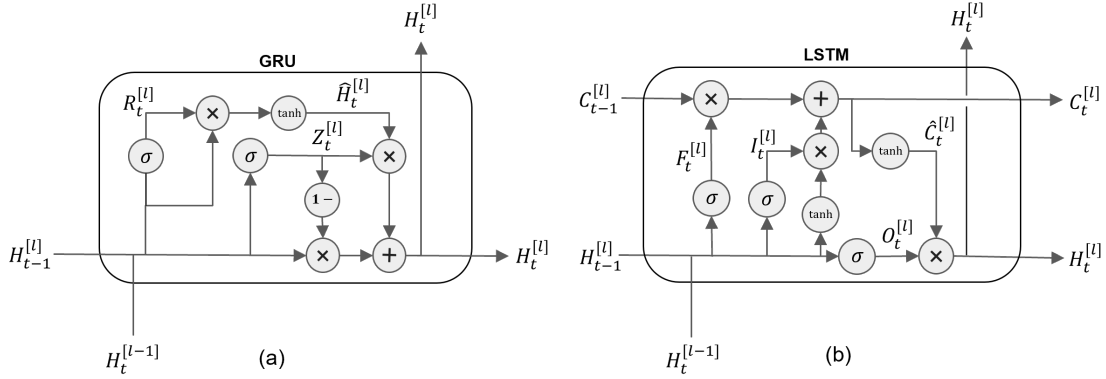 GRU
H_t^{[l]}
R_t^{[l]}
×
tanh
Ĥ_t^{[l]}
σ
σ
Z_t^{[l]}
×
1−
H_{t-1}^{[l]}
×
+
H_t^{[l]}
H_t^{[l-1]}
(a)
LSTM
H_t^{[l]}
C_{t-1}^{[l]}
×
+
C_t^{[l]}
F_t^{[l]}
I_t^{[l]}
×
tanh
Ĉ_t^{[l]}
σ
σ
tanh
H_{t-1}^{[l]}
σ
O_t^{[l]}
×
H_t^{[l]}
H_t^{[l-1]}
(b)